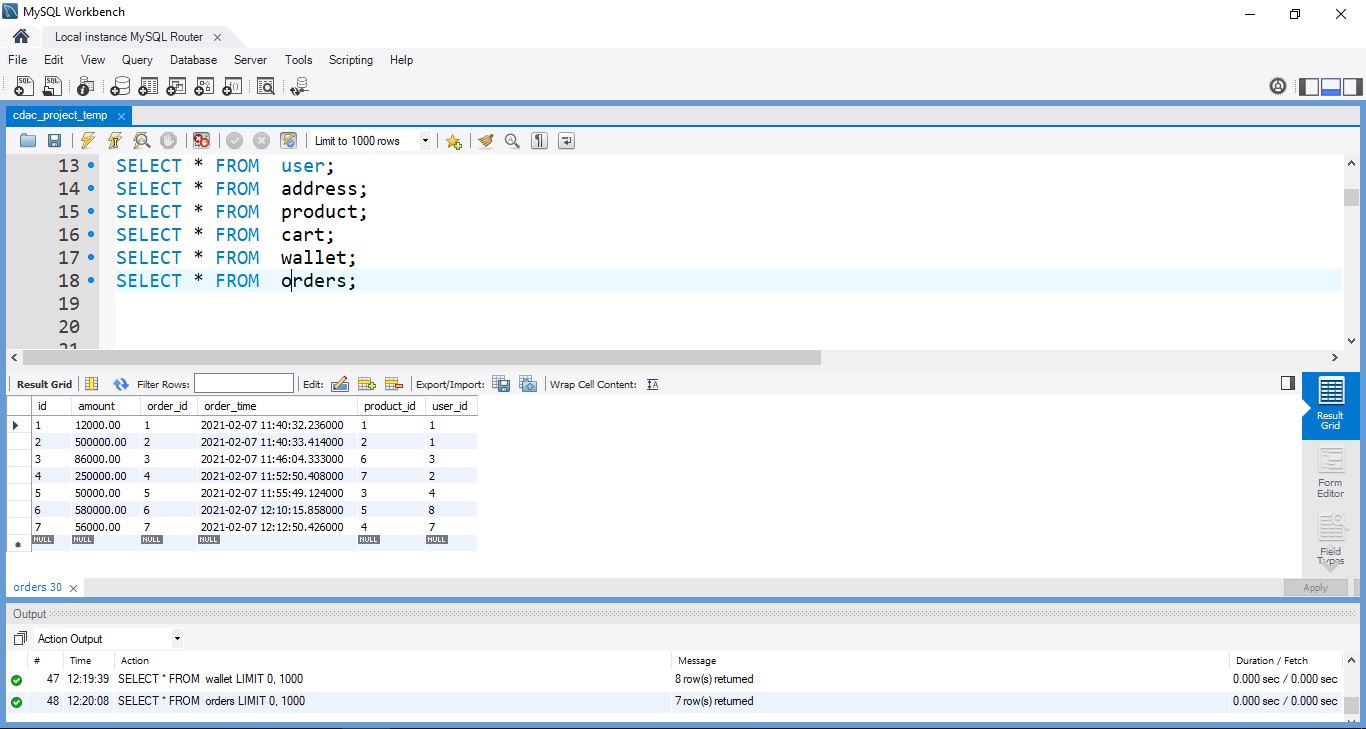 MySQL Workbench
Local instance MySQL Router
File Edit View Query Database Server Tools Scripting Help
cdac_project_temp
Limit to 1000 rows
13 SELECT * FROM user;
14 SELECT * FROM address;
15 SELECT * FROM product;
16 SELECT * FROM cart;
17 SELECT * FROM wallet;
18 SELECT * FROM orders;
19
20
21
Result Grid Filter Rows: Edit: Export/Import: Wrap Cell Content:
id amount order_id order_time product_id user_id
1 12000.00 1 2021-02-07 11:40:32.236000 1 1
2 500000.00 2 2021-02-07 11:40:33.414000 2 1
3 86000.00 3 2021-02-07 11:46:04.333000 6 3
4 250000.00 4 2021-02-07 11:52:50.408000 7 2
5 50000.00 5 2021-02-07 11:55:49.124000 3 4
6 580000.00 6 2021-02-07 12:10:15.858000 5 8
7 56000.00 7 2021-02-07 12:12:50.426000 4 7
NULL NULL NULL NULL NULL NULL
Result
Grid
Form
Editor
Field
Types
orders 30
Apply
Output
Action Output
# Time Action Message Duration / Fetch
47 12:19:39 SELECT * FROM wallet LIMIT 0, 1000 8 row(s) returned 0.000 sec / 0.000 sec
48 12:20:08 SELECT * FROM orders LIMIT 0, 1000 7 row(s) returned 0.000 sec / 0.000 sec